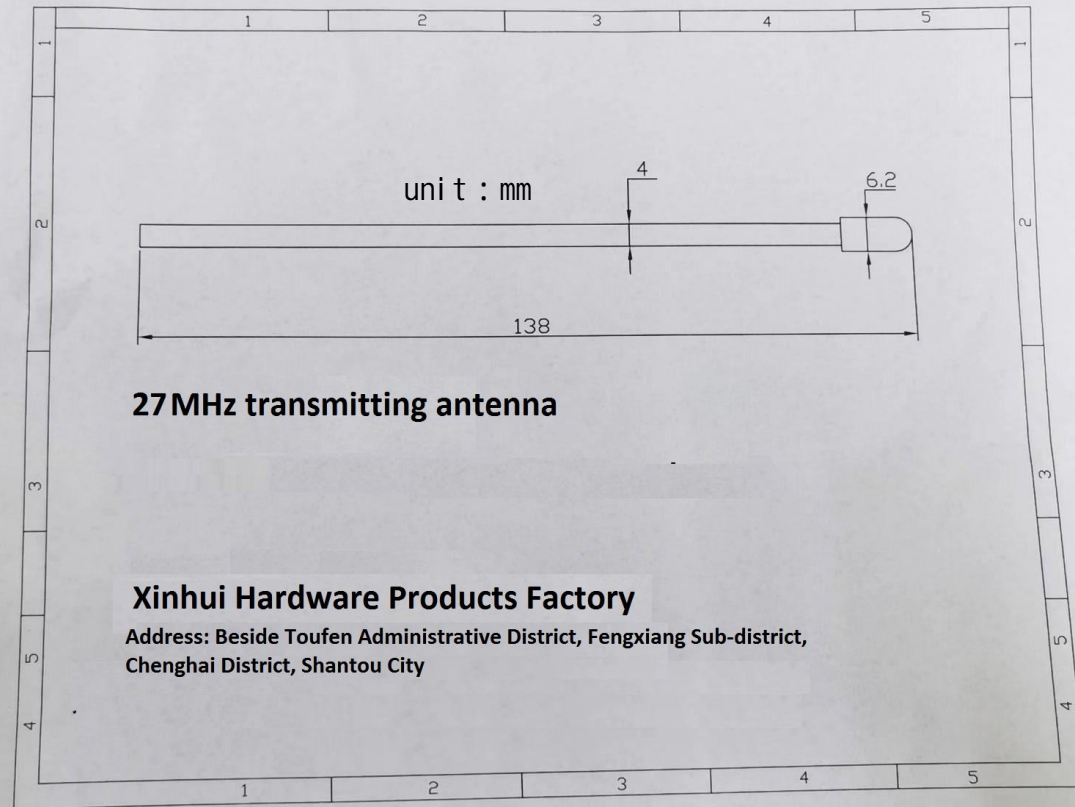 1 2 3 4 5
1 1
4
6.2
unit : mm
2 2
138
27MHz transmitting antenna
3 3
Xinhui Hardware Products Factory
Address: Beside Toufen Administrative District, Fengxiang Sub-district,
Chenghai District, Shantou City
5 5
4 4
1 2 3 4 5